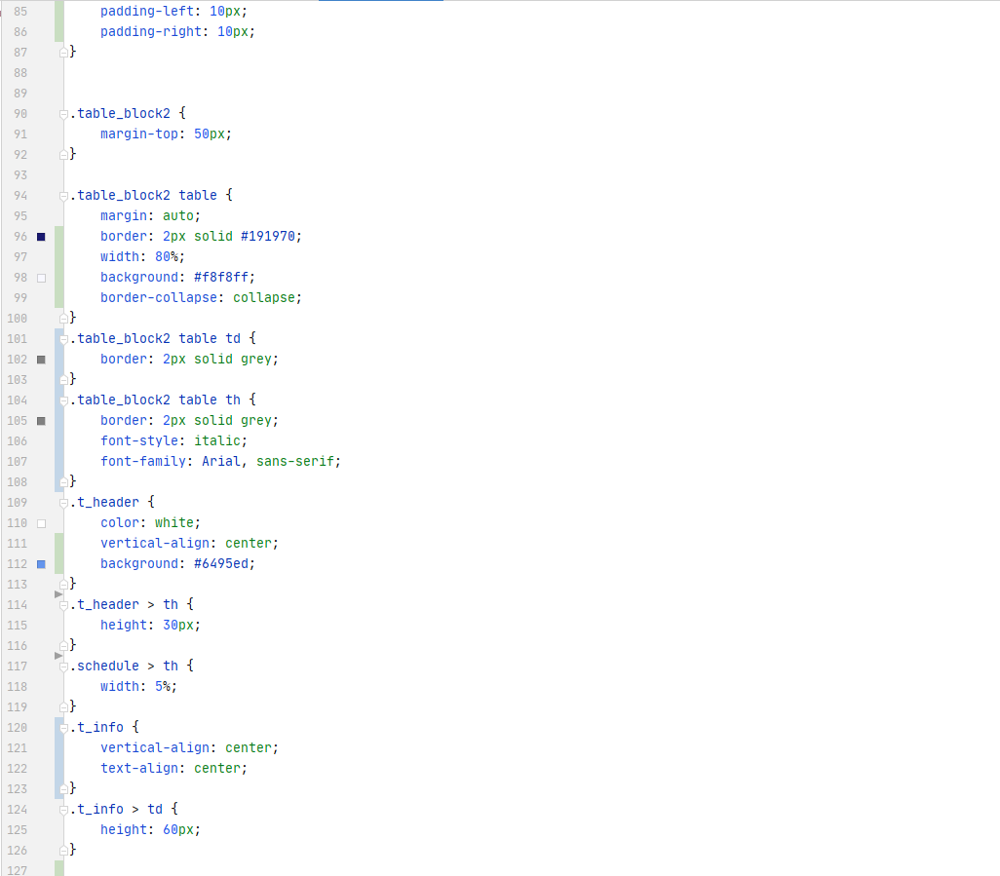 85 padding-left: 10px;
86 padding-right: 10px;
87 }
88
89
90 .table_block2 {
91 margin-top: 50px;
92 }
93
94 .table_block2 table {
95 margin: auto;
96 border: 2px solid #191970;
97 width: 80%;
98 background: #f8f8ff;
99 border-collapse: collapse;
100 }
101 .table_block2 table td {
102 border: 2px solid grey;
103 }
104 .table_block2 table th {
105 border: 2px solid grey;
106 font-style: italic;
107 font-family: Arial, sans-serif;
108 }
109 .t_header {
110 color: white;
111 vertical-align: center;
112 background: #6495ed;
113 }
114 .t_header > th {
115 height: 30px;
116 }
117 .schedule > th {
118 width: 5%;
119 }
120 .t_info {
121 vertical-align: center;
122 text-align: center;
123 }
124 .t_info > td {
125 height: 60px;
126 }
127